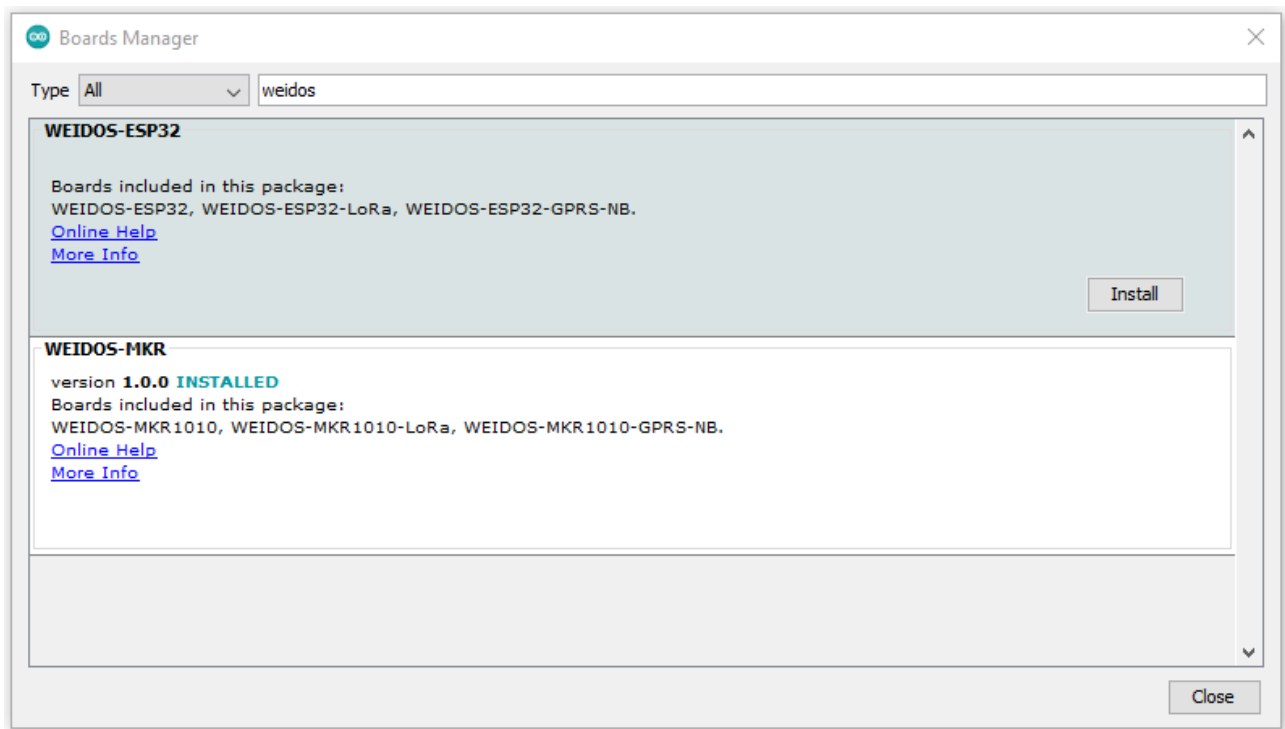 Boards Manager
Type All weidos
WEIDOS-ESP32
Boards included in this package:
WEIDOS-ESP32, WEIDOS-ESP32-LoRa, WEIDOS-ESP32-GPRS-NB.
Online Help
More Info
Install
WEIDOS-MKR
version 1.0.0 INSTALLED
Boards included in this package:
WEIDOS-MKR1010, WEIDOS-MKR1010-LoRa, WEIDOS-MKR1010-GPRS-NB.
Online Help
More Info
Close